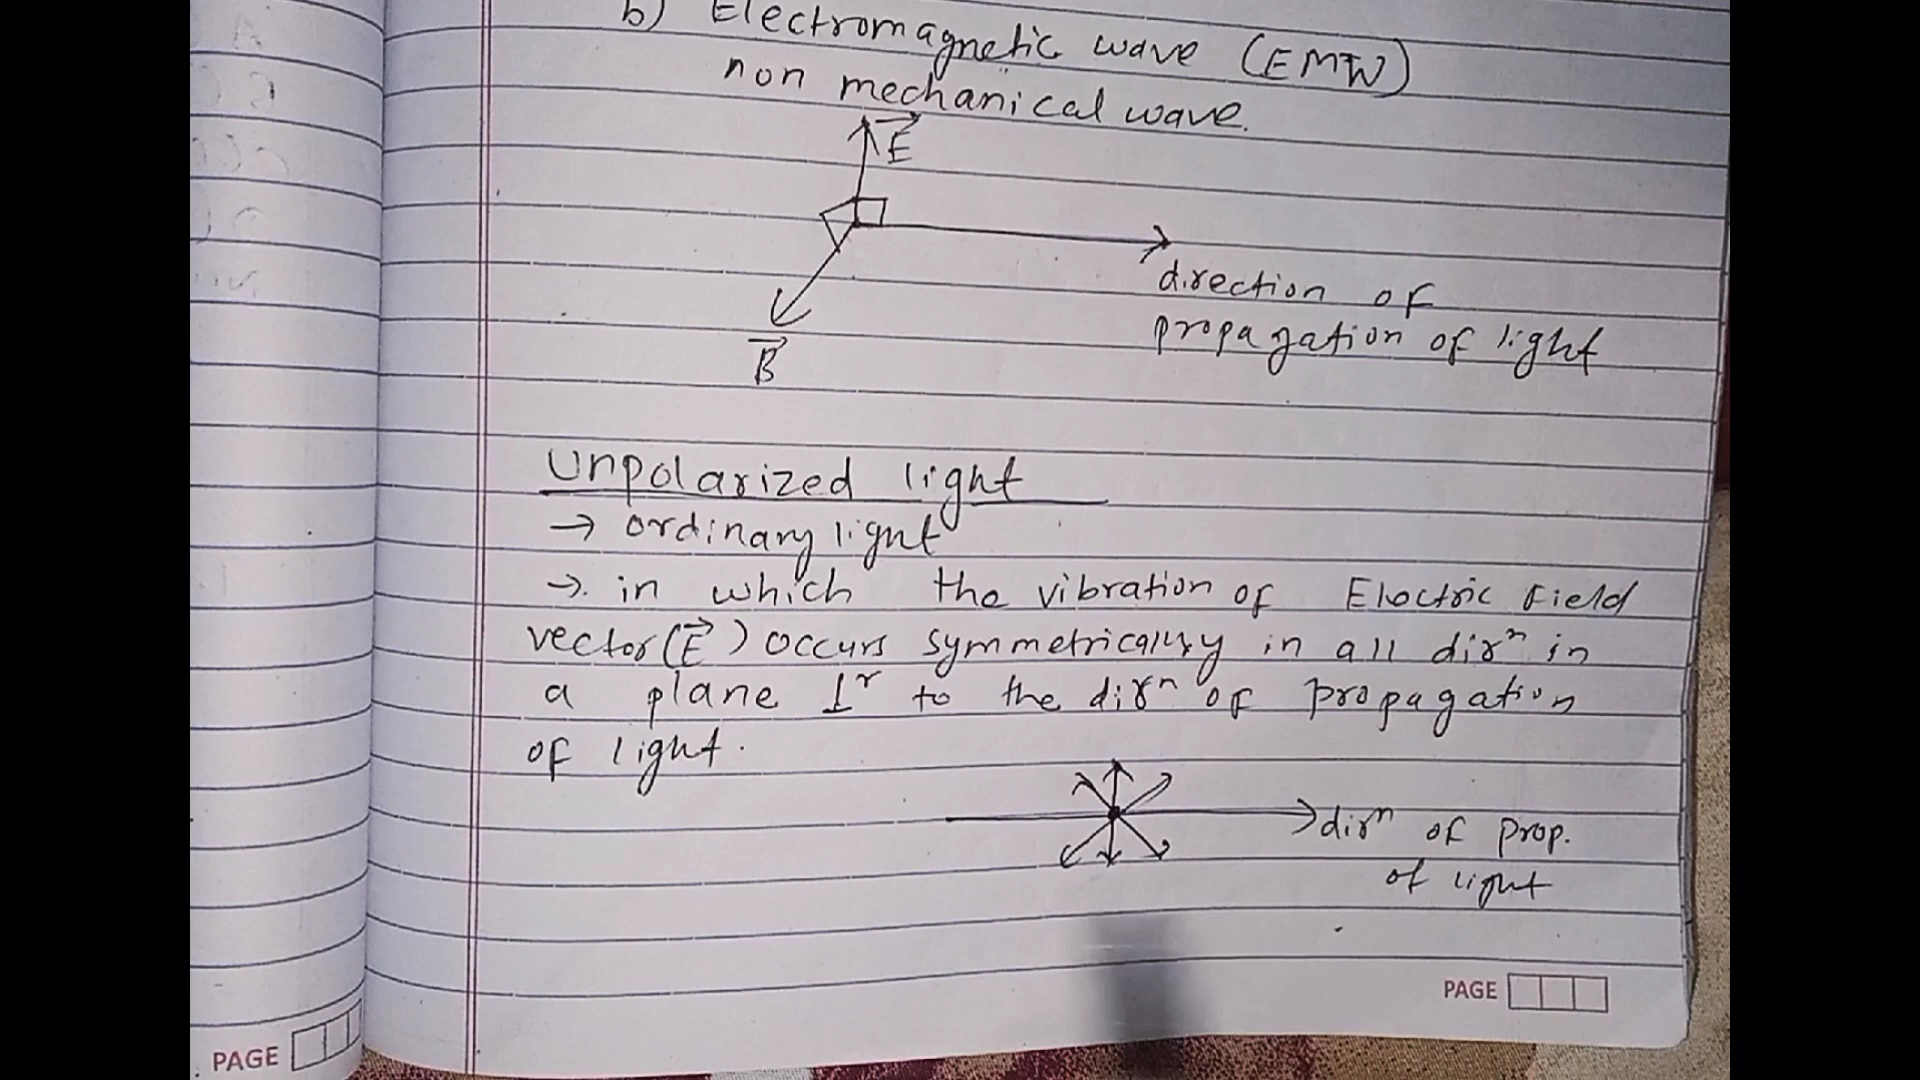 b) Electromagnetic wave (EMW)
non mechanical wave.
E
B
direction of
propagation of light
Unpolarized light
→ ordinary light
→ in which the vibration of Electric Field
vector (E) occurs symmetrically in all dirⁿ in
a plane ⊥ʳ to the dirⁿ of propagation
of light.
dirⁿ of prop.
of light
PAGE
PAGE